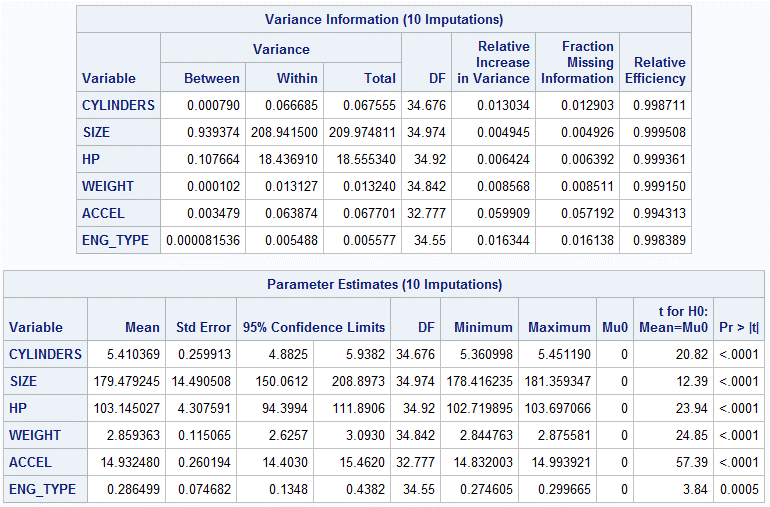 Variance Information (10 Imputations)
Variable Variance DF Relative Increase in Variance Fraction Missing Information Relative Efficiency
Between Within Total
CYLINDERS 0.000790 0.066685 0.067555 34.676 0.013034 0.012903 0.998711
SIZE 0.939374 208.941500 209.974811 34.974 0.004945 0.004926 0.999508
HP 0.107664 18.436910 18.555340 34.92 0.006424 0.006392 0.999361
WEIGHT 0.000102 0.013127 0.013240 34.842 0.008568 0.008511 0.999150
ACCEL 0.003479 0.063874 0.067701 32.777 0.059909 0.057192 0.994313
ENG_TYPE 0.000081536 0.005488 0.005577 34.55 0.016344 0.016138 0.998389
Parameter Estimates (10 Imputations)
Variable Mean Std Error 95% Confidence Limits DF Minimum Maximum Mu0 t for H0: Mean=Mu0 Pr > |t|
CYLINDERS 5.410369 0.259913 4.8825 5.9382 34.676 5.360998 5.451190 0 20.82 <.0001
SIZE 179.479245 14.490508 150.0612 208.8973 34.974 178.416235 181.359347 0 12.39 <.0001
HP 103.145027 4.307591 94.3994 111.8906 34.92 102.719895 103.697066 0 23.94 <.0001
WEIGHT 2.859363 0.115065 2.6257 3.0930 34.842 2.844763 2.875581 0 24.85 <.0001
ACCEL 14.932480 0.260194 14.4030 15.4620 32.777 14.832003 14.993921 0 57.39 <.0001
ENG_TYPE 0.286499 0.074682 0.1348 0.4382 34.55 0.274605 0.299665 0 3.84 0.0005